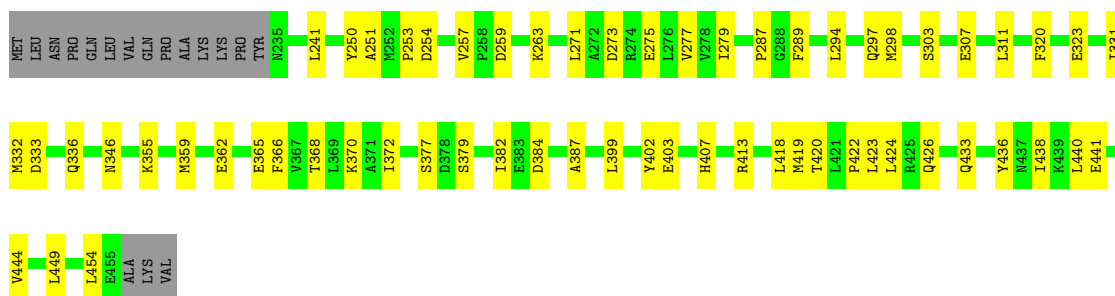 MET LEU ASN PRO GLN LEU VAL GLN PRO ALA LYS LYS PRO TYR N235 L241 Y250 A251 M252 P253 D254 V257 P258 D259 K263 L271 A272 D273 R274 E275 L276 V277 V278 I279 P287 G288 F289 L294 Q297 M298 S303 E307 L311 F320 E323
M332 D333 Q336 N346 K355 M359 E362 E365 F366 V367 T368 L369 K370 A371 I372 S377 D378 S379 I382 E383 D384 A387 L399 Y402 E403 H407 R413 L418 M419 T420 L421 P422 L423 L424 R425 Q426 Q433 Y436 N437 I438 K439 L440 E441
V444 L449 L454 E455 ALA LYS VAL